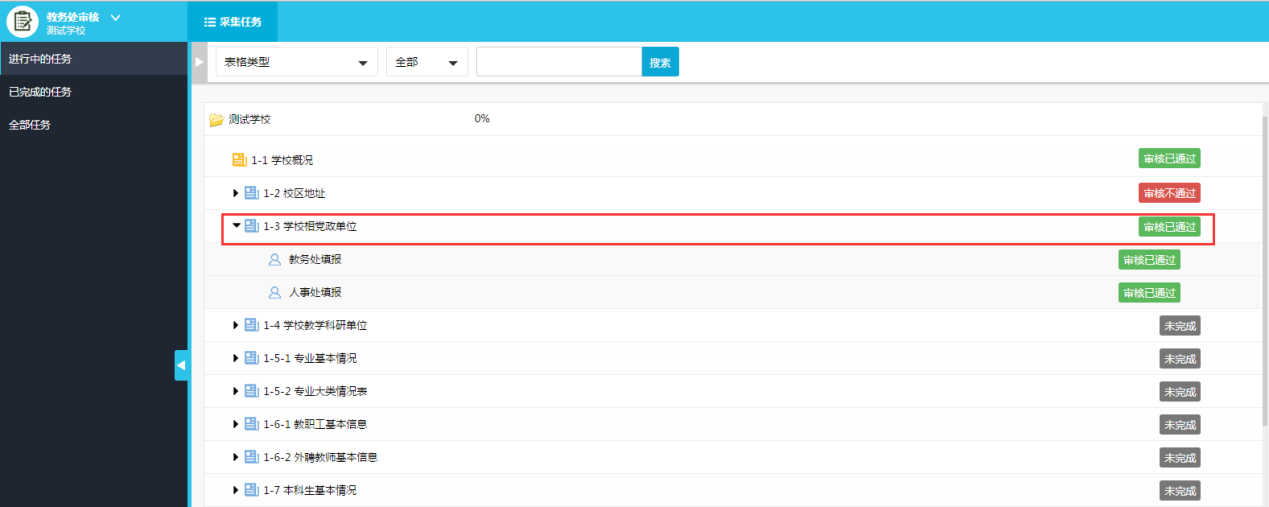 教务处审核
测试学校
采集任务
进行中的任务
已完成的任务
全部任务
表格类型 全部 搜索
测试学校 0%
1-1 学校概况 审核已通过
1-2 校区地址 审核不通过
1-3 学校相党政单位 审核已通过
教务处填报 审核已通过
人事处填报 审核已通过
1-4 学校教学科研单位 未完成
1-5-1 专业基本情况 未完成
1-5-2 专业大类情况表 未完成
1-6-1 教职工基本信息 未完成
1-6-2 外聘教师基本信息 未完成
1-7 本科生基本情况 未完成